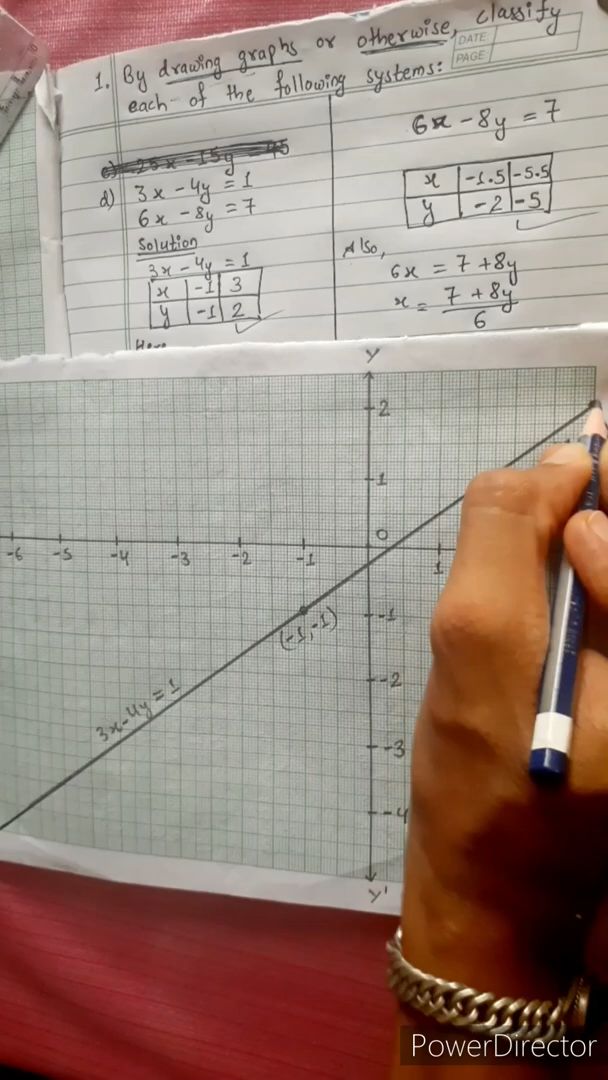 1. By drawing graphs or otherwise, classify
each of the following systems:
DATE:
PAGE
d) 3x - 4y = 1
6x - 8y = 7
Solution
3x - 4y = 1
x -1 3
y -1 2
6x - 8y = 7
x -1.5 -5.5
y -2 -5
Also,
6x = 7 + 8y
x = 7 + 8y
6
Y
2
1
0
-6 -5 -4 -3 -2 -1 1
-1
(-1,-1)
-2
3x-4y=1
-3
-4
Y'
PowerDirector